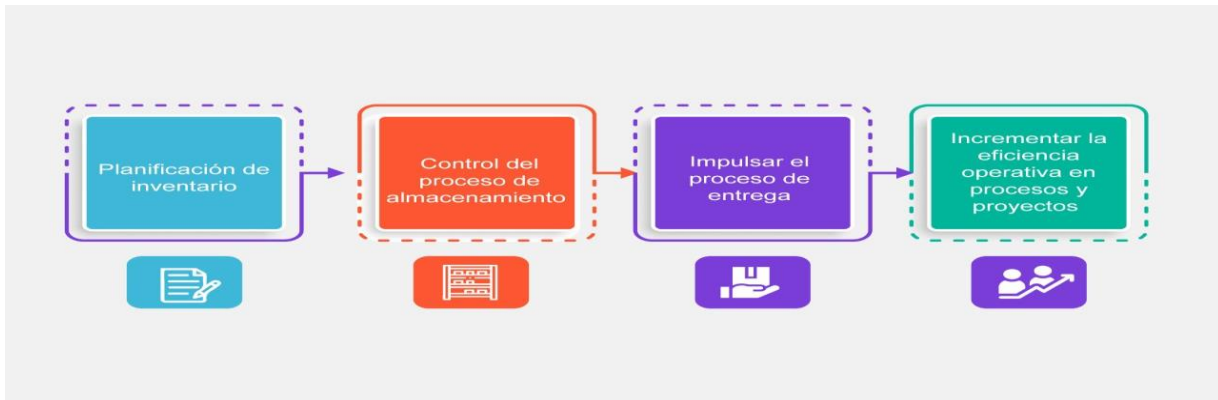 Planificación de
inventario
Control del
proceso de
almacenamiento
Impulsar el
proceso de
entrega
Incrementar la
eficiencia
operativa en
procesos y
proyectos